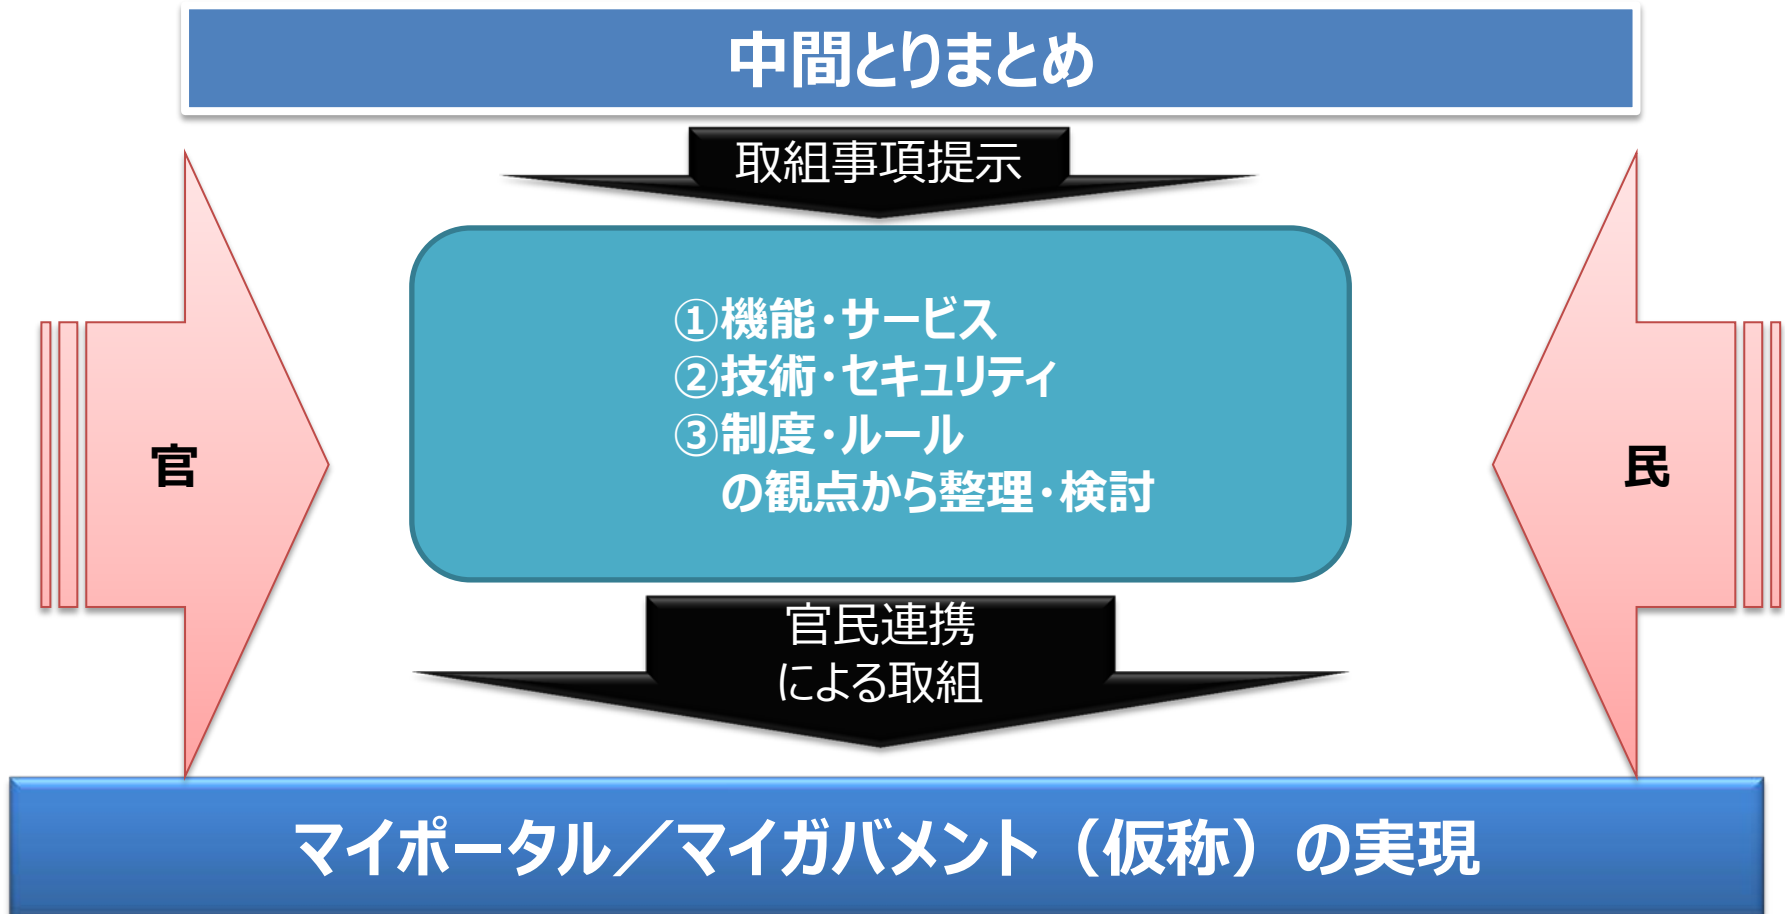 中間とりまとめ
取組事項提示
①機能・サービス
②技術・セキュリティ
③制度・ルール
の観点から整理・検討
官
民
官民連携
による取組
マイポータル／マイガバメント（仮称）の実現